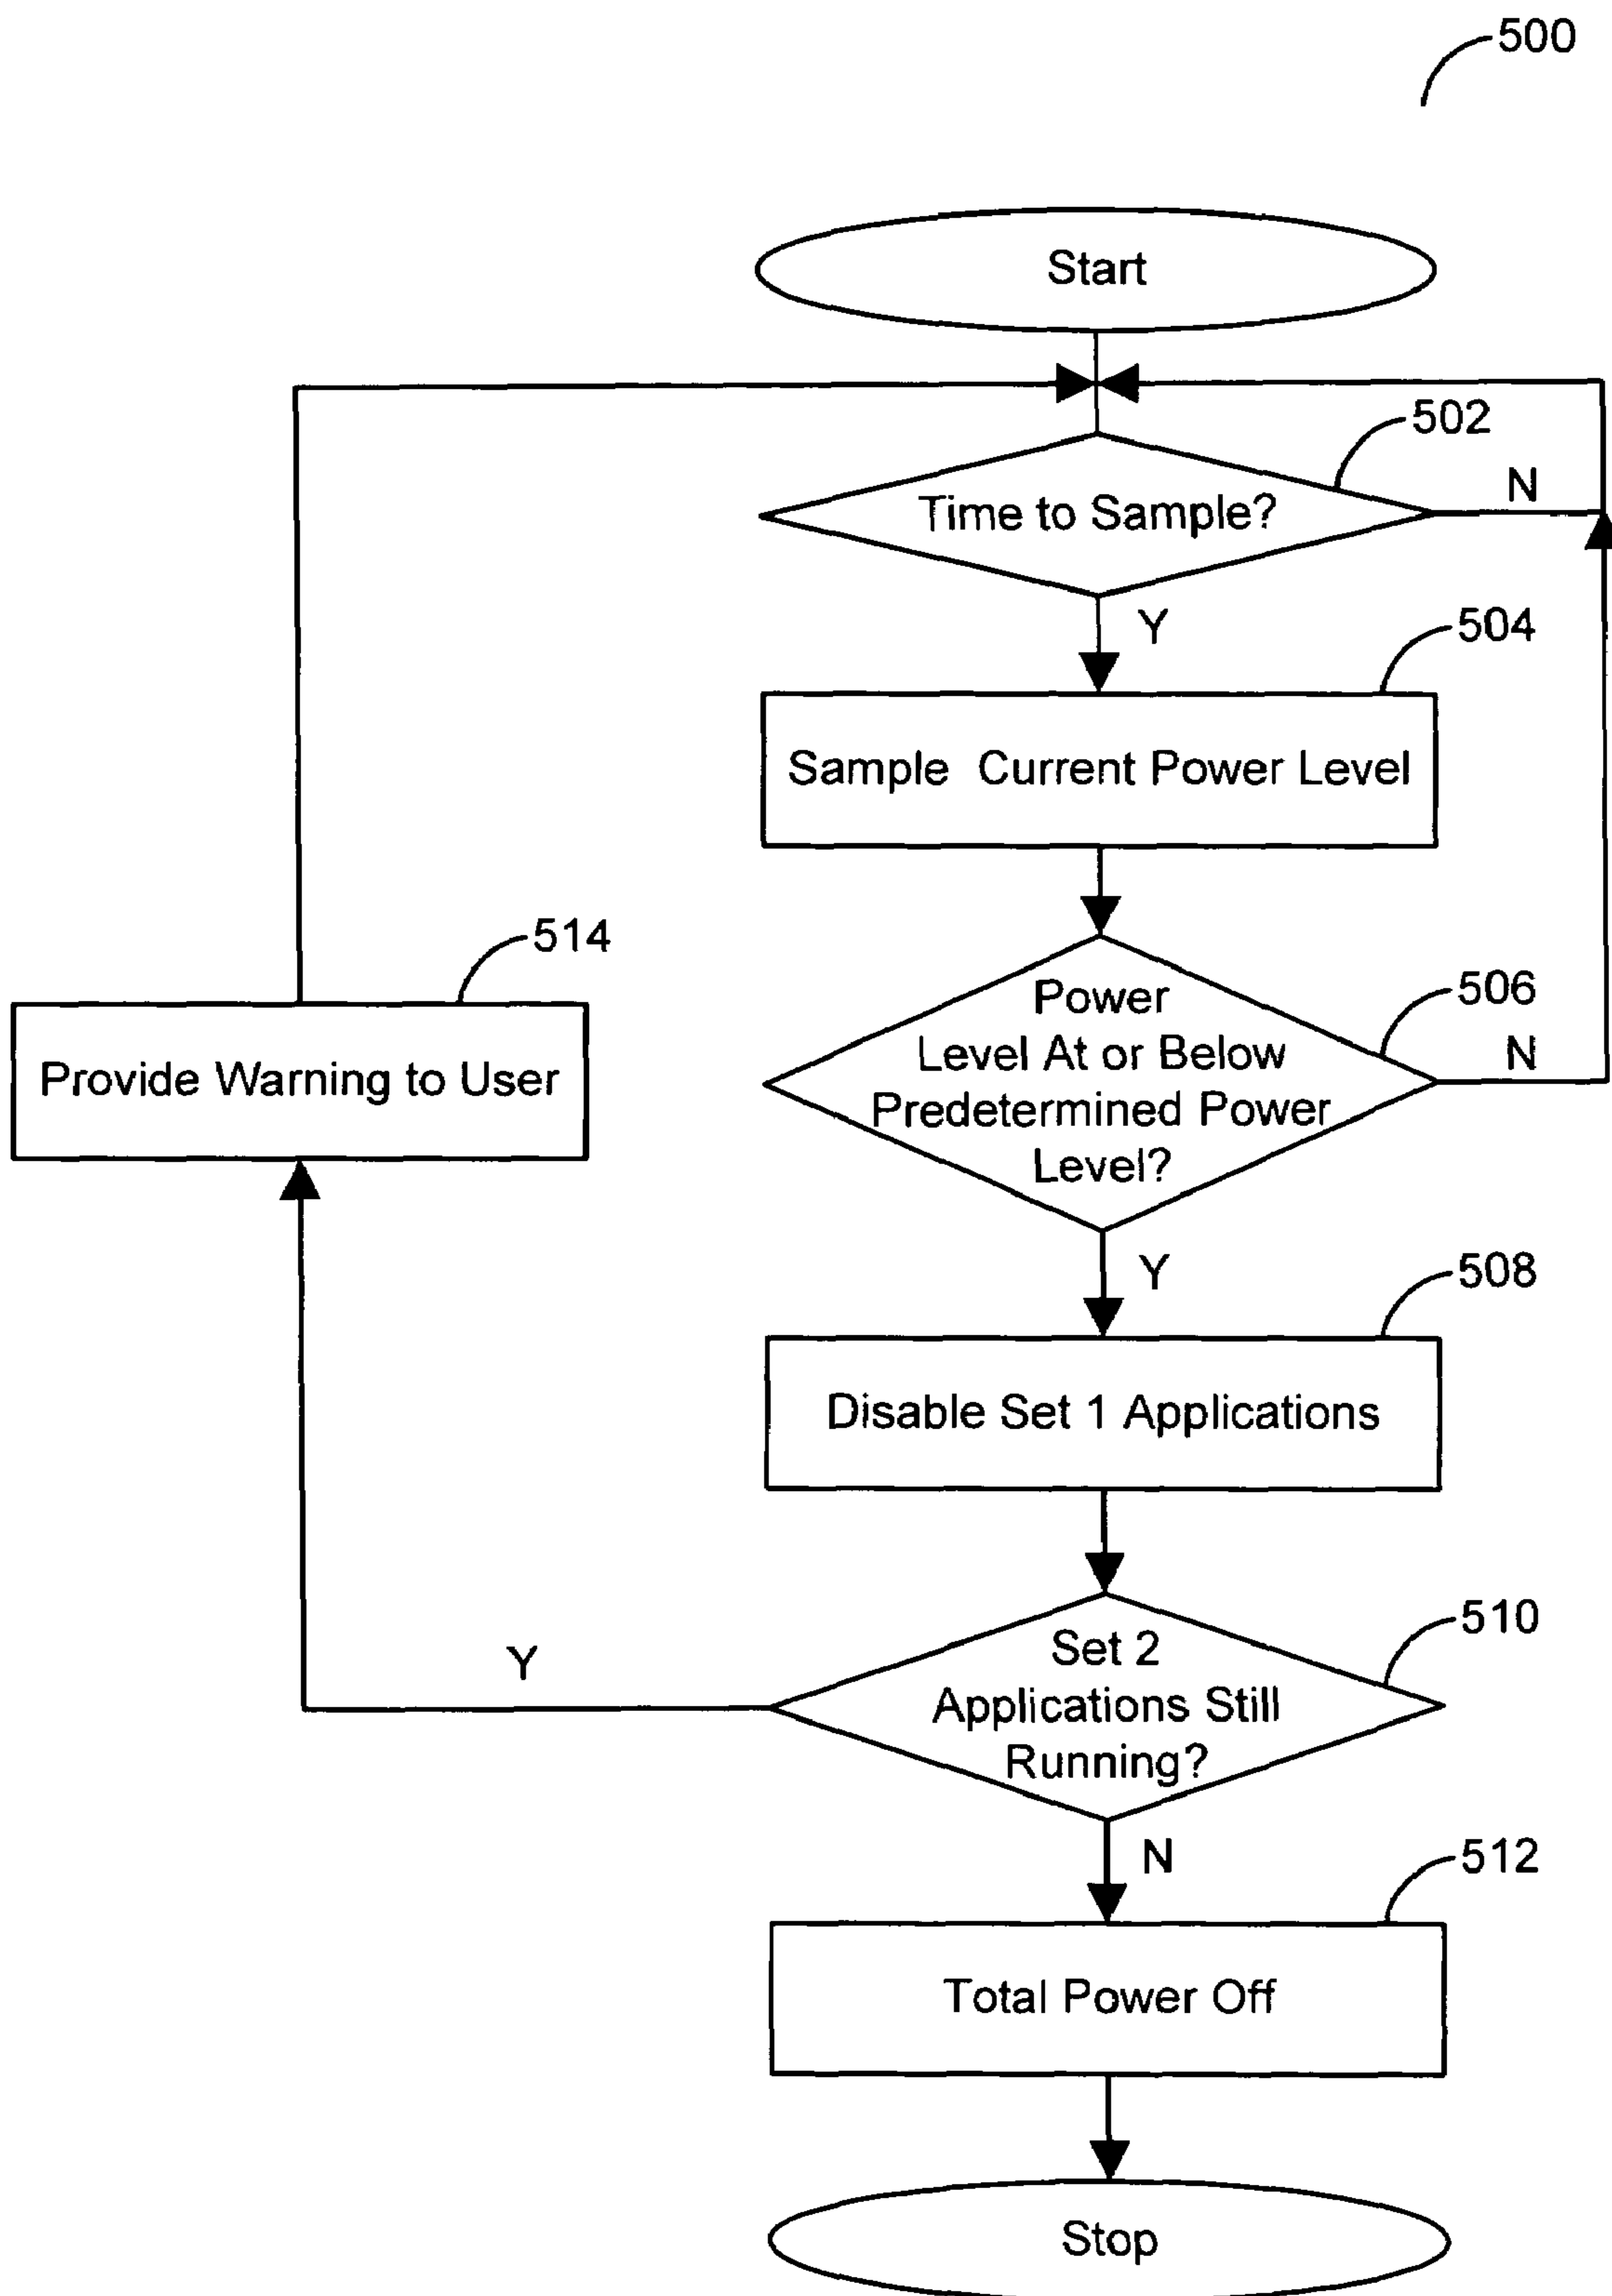 500
Start
502
Time to Sample?
N
Y
504
Sample Current Power Level
514
Provide Warning to User
506
Power
Level At or Below
Predetermined Power
Level?
N
Y
508
Disable Set 1 Applications
510
Set 2
Applications Still
Running?
Y
N
512
Total Power Off
Stop